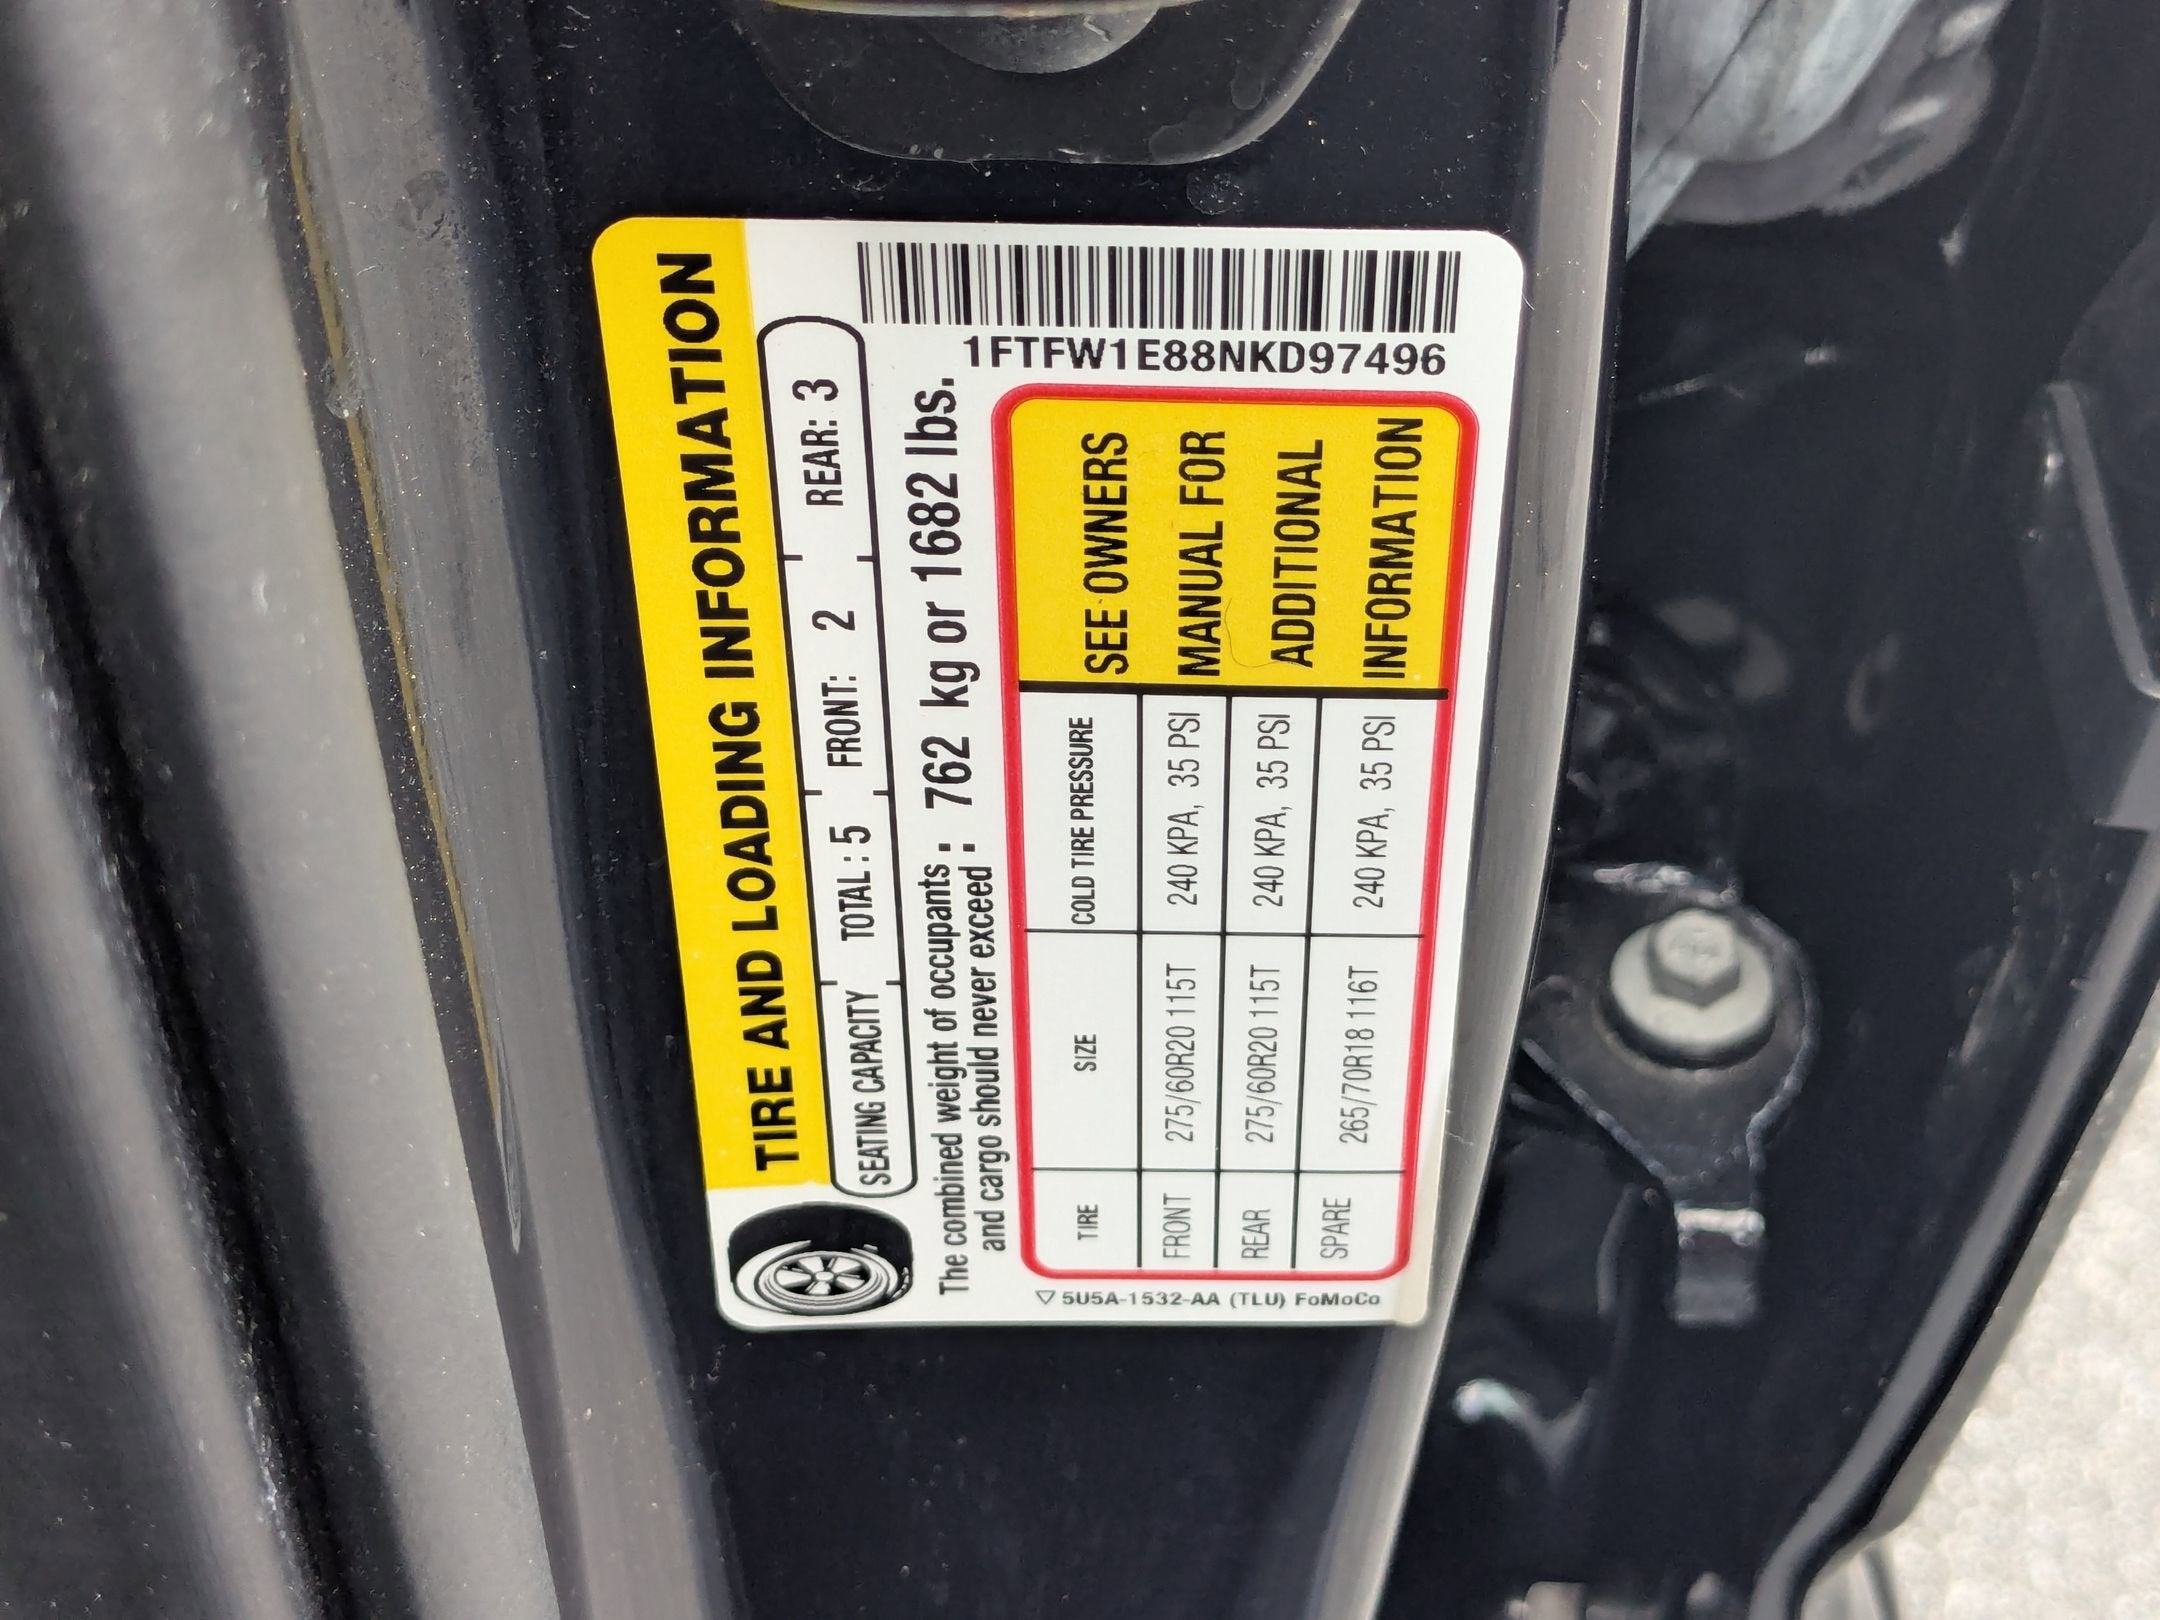 TIRE AND LOADING INFORMATION
SEATING CAPACITY TOTAL: 5 FRONT: 2 REAR: 3
The combined weight of occupants
and cargo should never exceed : 762 kg or 1682 lbs.
1FTFW1E88NKD97496
TIRE SIZE COLD TIRE PRESSURE
FRONT 275/60R20 115T 240 KPA, 35 PSI
REAR 275/60R20 115T 240 KPA, 35 PSI
SPARE 265/70R18 116T 240 KPA, 35 PSI
SEE OWNERS
MANUAL FOR
ADDITIONAL
INFORMATION
5U5A-1532-AA (TLU) FoMoCo